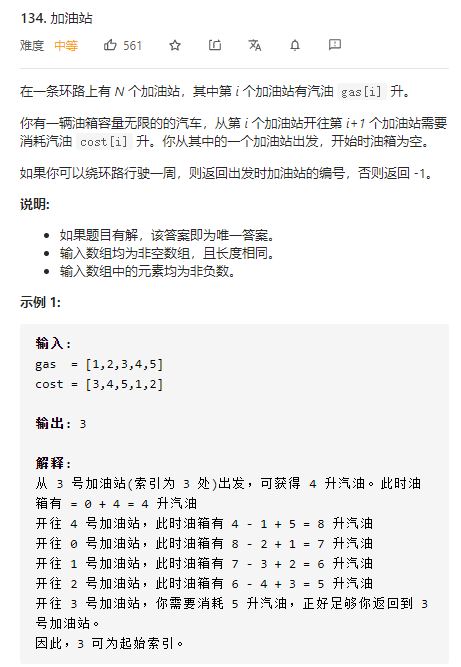 134. 加油站
难度 中等 561
在一条环路上有 N 个加油站，其中第 i 个加油站有汽油 gas[i] 升。
你有一辆油箱容量无限的的汽车，从第 i 个加油站开往第 i+1 个加油站需要
消耗汽油 cost[i] 升。你从其中的一个加油站出发，开始时油箱为空。
如果你可以绕环路行驶一周，则返回出发时加油站的编号，否则返回 -1。
说明:
• 如果题目有解，该答案即为唯一答案。
• 输入数组均为非空数组，且长度相同。
• 输入数组中的元素均为非负数。
示例 1:
输入:
gas  = [1,2,3,4,5]
cost = [3,4,5,1,2]
输出: 3
解释:
从 3 号加油站(索引为 3 处)出发，可获得 4 升汽油。此时油
箱有 = 0 + 4 = 4 升汽油
开往 4 号加油站，此时油箱有 4 - 1 + 5 = 8 升汽油
开往 0 号加油站，此时油箱有 8 - 2 + 1 = 7 升汽油
开往 1 号加油站，此时油箱有 7 - 3 + 2 = 6 升汽油
开往 2 号加油站，此时油箱有 6 - 4 + 3 = 5 升汽油
开往 3 号加油站，你需要消耗 5 升汽油，正好足够你返回到 3
号加油站。
因此，3 可为起始索引。